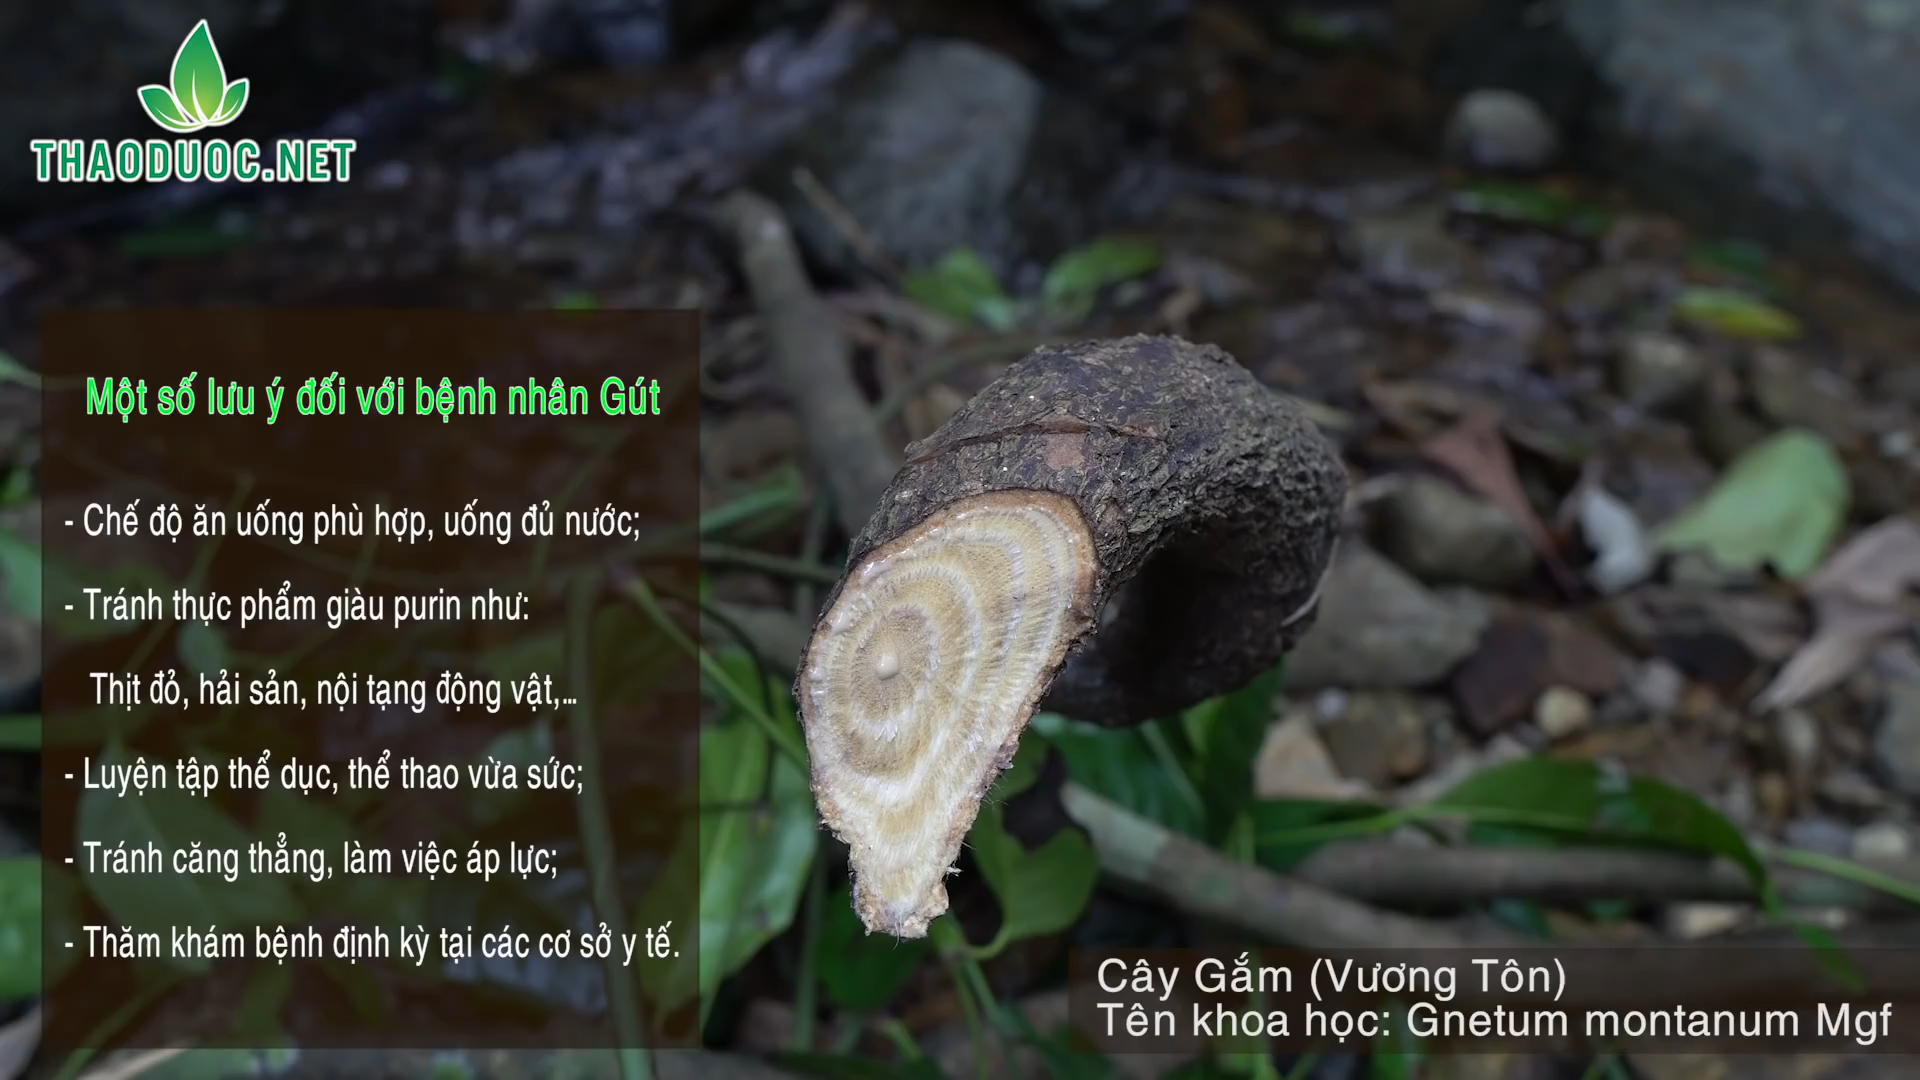 THAODUOC.NET
Một số lưu ý đối với bệnh nhân Gút
- Chế độ ăn uống phù hợp, uống đủ nước;
- Tránh thực phẩm giàu purin như:
Thịt đỏ, hải sản, nội tạng động vật,...
- Luyện tập thể dục, thể thao vừa sức;
- Tránh căng thẳng, làm việc áp lực;
- Thăm khám bệnh định kỳ tại các cơ sở y tế.
Cây Gắm (Vương Tôn)
Tên khoa học: Gnetum montanum Mgf